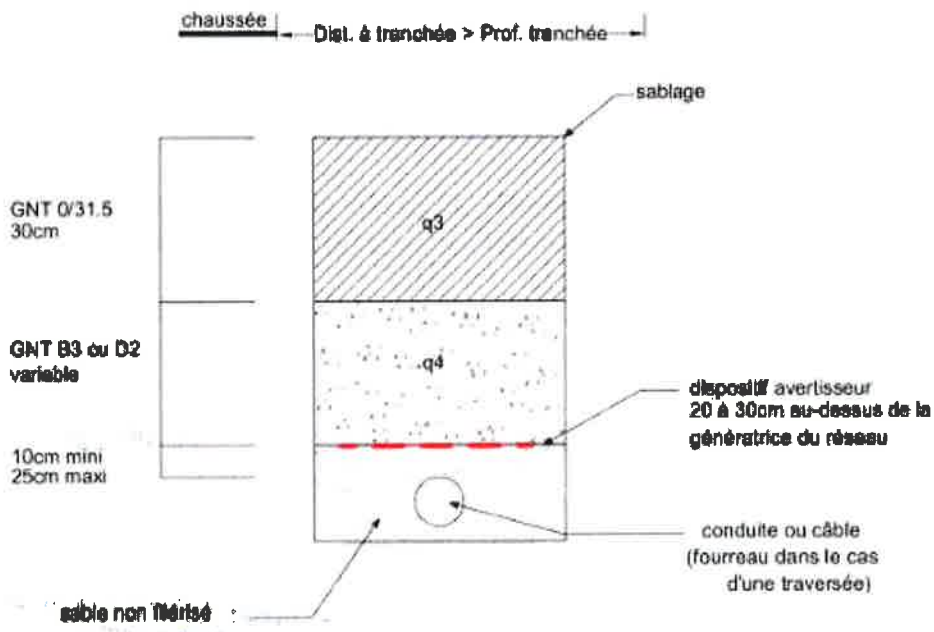 chaussée
Dist. à tranchée > Prof. tranchée
sablage
GNT 0/31.5
30cm
q3
GNT B3 ou D2
variable
q4
dispositif avertisseur
20 à 30cm au-dessus de la
génératrice du réseau
10cm mini
25cm maxi
conduite ou câble
(fourreau dans le cas
d'une traversée)
sable non